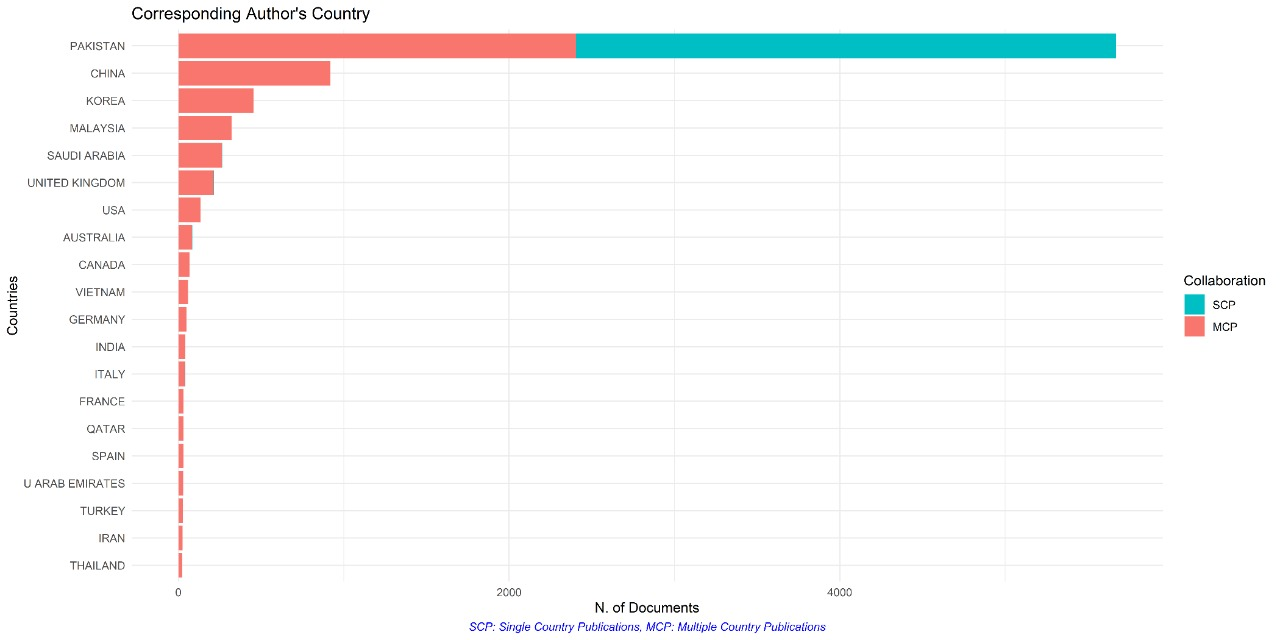 Corresponding Author's Country
PAKISTAN
CHINA
KOREA
MALAYSIA
SAUDI ARABIA
UNITED KINGDOM
USA
AUSTRALIA
CANADA
VIETNAM
GERMANY
INDIA
ITALY
FRANCE
QATAR
SPAIN
U ARAB EMIRATES
TURKEY
IRAN
THAILAND
Countries
Collaboration
SCP
MCP
0 2000 4000
N. of Documents
SCP: Single Country Publications, MCP: Multiple Country Publications